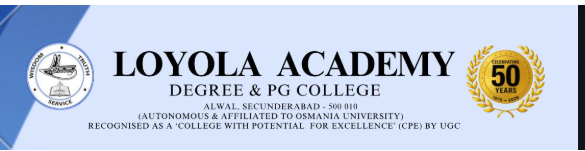 WISDOM TRUTH
SERVICE
LOYOLA ACADEMY
DEGREE & PG COLLEGE
ALWAL, SECUNDERABAD - 500 010
(AUTONOMOUS & AFFILIATED TO OSMANIA UNIVERSITY)
RECOGNISED AS A 'COLLEGE WITH POTENTIAL FOR EXCELLENCE' (CPE) BY UGC
CELEBRATING
50
YEARS